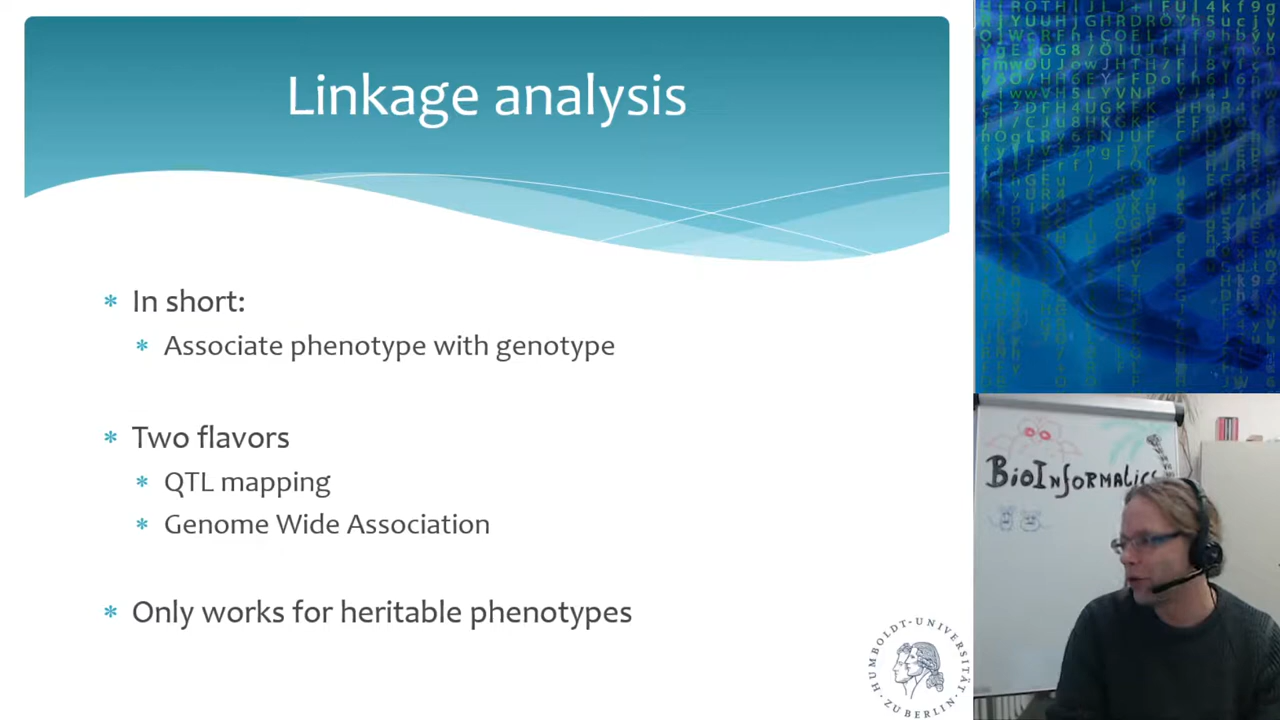 Linkage analysis
In short:
Associate phenotype with genotype
Two flavors
QTL mapping
Genome Wide Association
Only works for heritable phenotypes
HUMBOLDT-UNIVERSITÄT
ZU BERLIN
BioInformatics